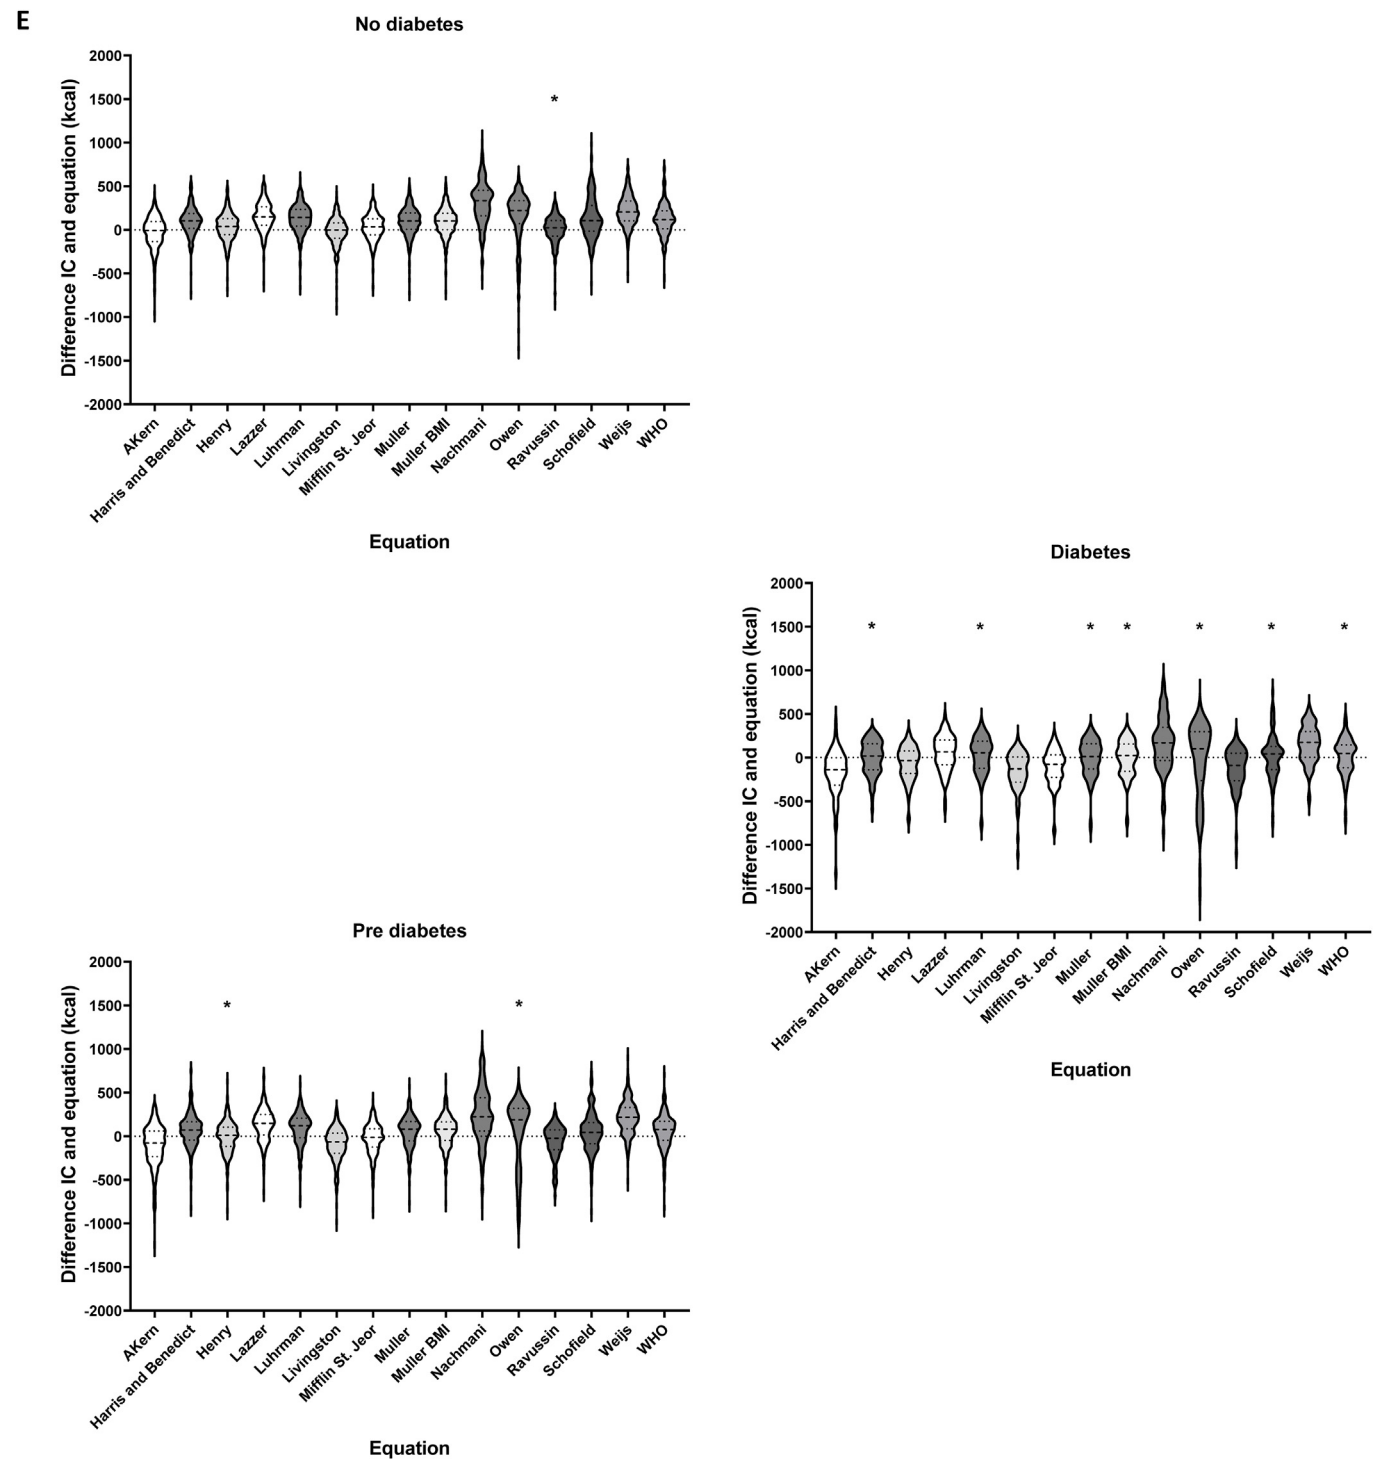 E
No diabetes
Difference IC and equation (kcal)
2000
1500
1000
500
0
-500
-1000
-1500
-2000
*
AKern
Harris and Benedict
Henry
Lazzer
Luhrman
Livingston
Mifflin St. Jeor
Muller
Muller BMI
Nachmani
Owen
Ravussin
Schofield
Weijs
WHO
Equation
Diabetes
Difference IC and equation (kcal)
2000
1500
1000
500
0
-500
-1000
-1500
-2000
* * * * * * *
AKern
Harris and Benedict
Henry
Lazzer
Luhrman
Livingston
Mifflin St. Jeor
Muller
Muller BMI
Nachmani
Owen
Ravussin
Schofield
Weijs
WHO
Equation
Pre diabetes
Difference IC and equation (kcal)
2000
1500
1000
500
0
-500
-1000
-1500
-2000
* *
AKern
Harris and Benedict
Henry
Lazzer
Luhrman
Livingston
Mifflin St. Jeor
Muller
Muller BMI
Nachmani
Owen
Ravussin
Schofield
Weijs
WHO
Equation